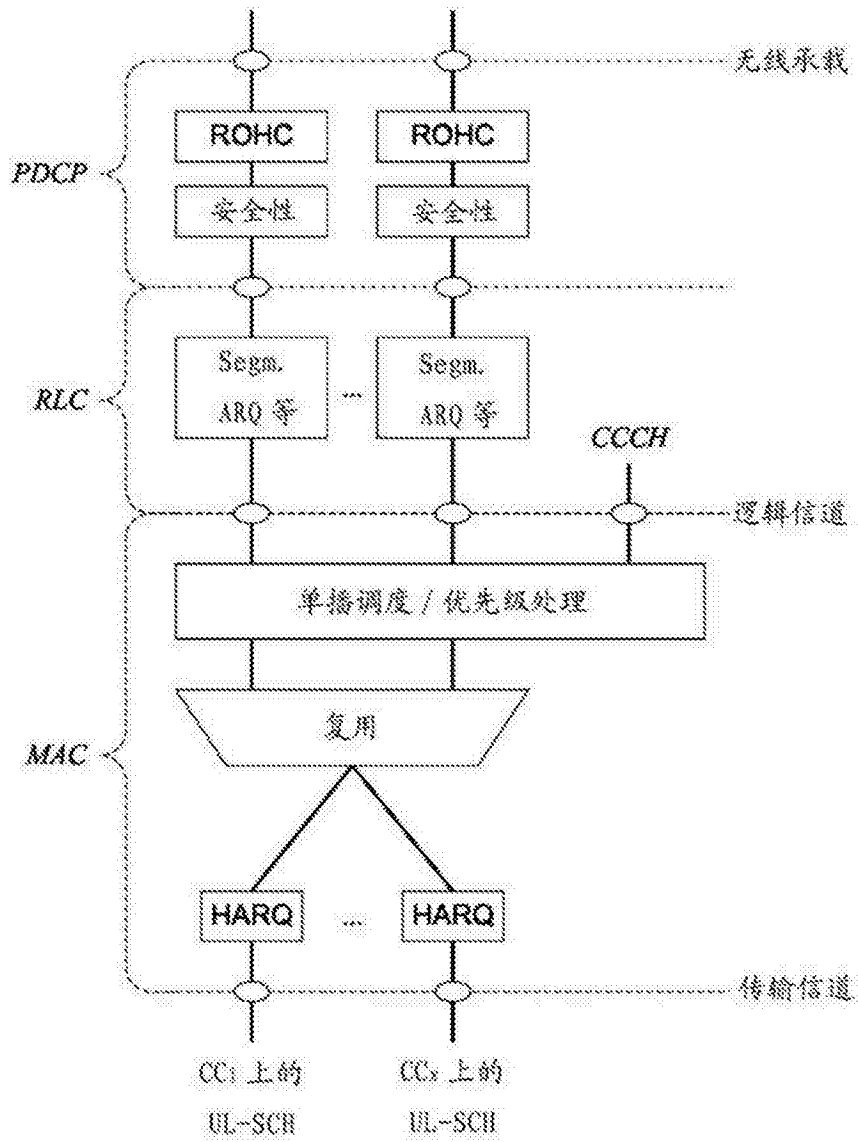 无线承载
ROHC ROHC
PDCP
安全性 安全性
Segm. Segm.
RLC
...
ARQ 等 ARQ 等
CCCH
逻辑信道
单播调度 / 优先级处理
复用
MAC
HARQ ... HARQ
传输信道
CC1 上的 CCx 上的
UL-SCH UL-SCH